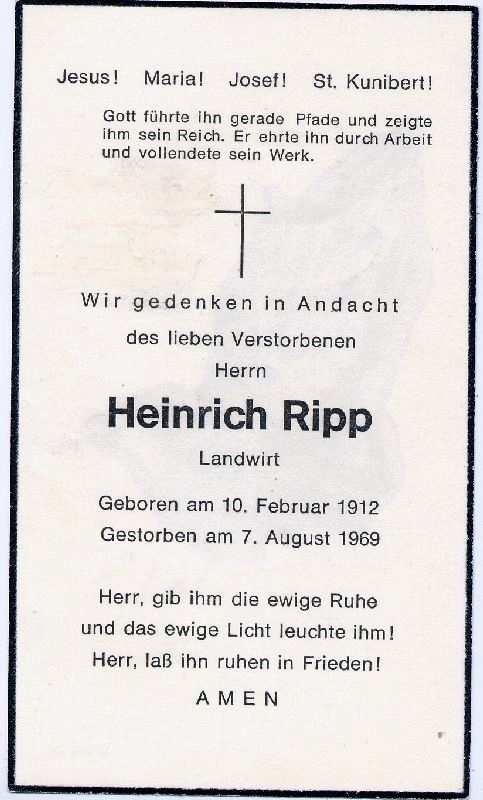 Jesus! Maria! Josef! St. Kunibert!
Gott führte ihn gerade Pfade und zeigte
ihm sein Reich. Er ehrte ihn durch Arbeit
und vollendete sein Werk.
Wir gedenken in Andacht
des lieben Verstorbenen
Herrn
Heinrich Ripp
Landwirt
Geboren am 10. Februar 1912
Gestorben am 7. August 1969
Herr, gib ihm die ewige Ruhe
und das ewige Licht leuchte ihm!
Herr, laß ihn ruhen in Frieden!
AMEN